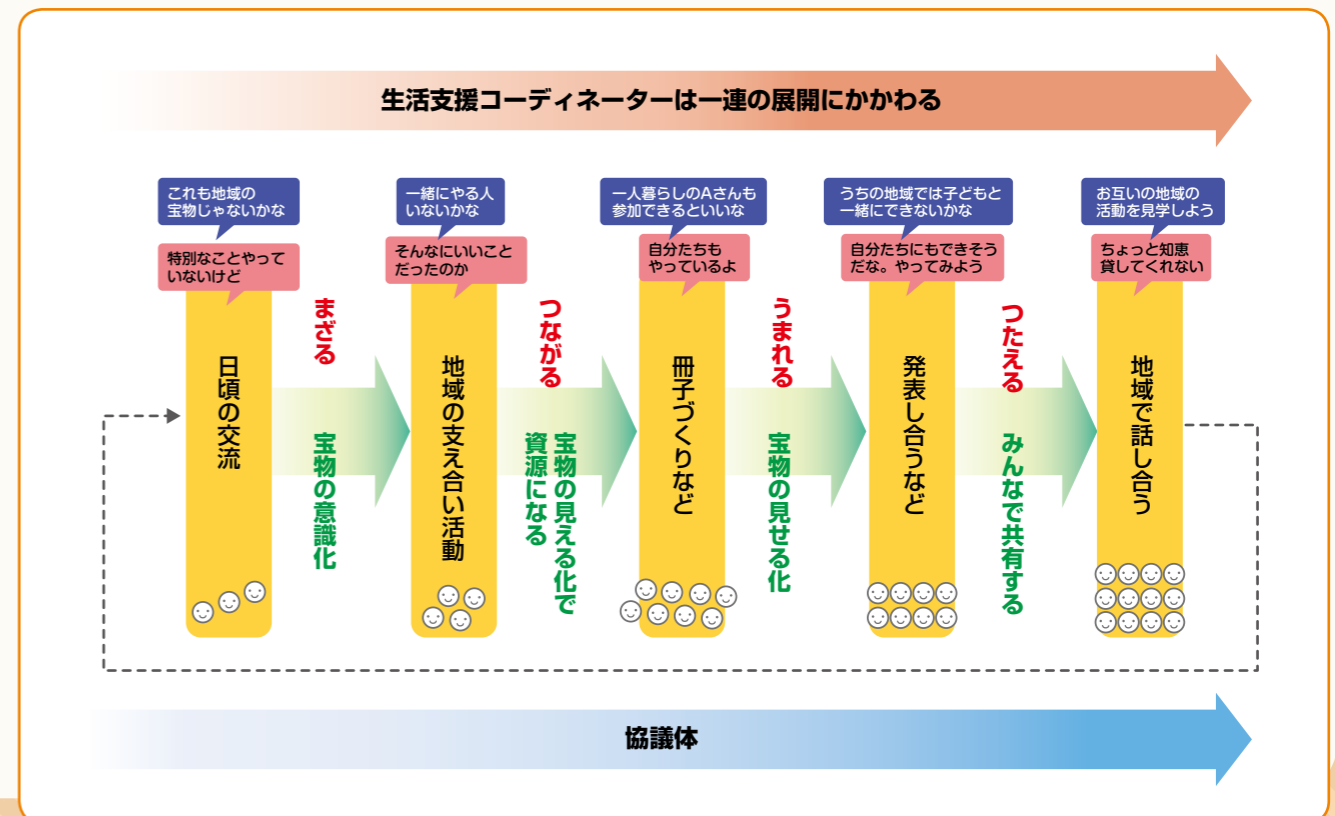 生活支援コーディネーターは一連の展開にかかわる
これも地域の
宝物じゃないかな
特別なことやって
いないけど
日頃の交流
まざる
宝物の意識化
一緒にやる人
いないかな
そんなにいいこと
だったのか
地域の支え合い活動
つながる
宝物の見える化で
資源になる
一人暮らしのAさんも
参加できるといいな
自分たちも
やっているよ
冊子づくりなど
うまれる
宝物の見せる化
うちの地域では子どもと
一緒にできないかな
自分たちにもできそう
だな。やってみよう
発表し合うなど
つたえる
みんなで共有する
お互いの地域の
活動を見学しよう
ちょっと知恵
貸してくれない
地域で話し合う
協議体